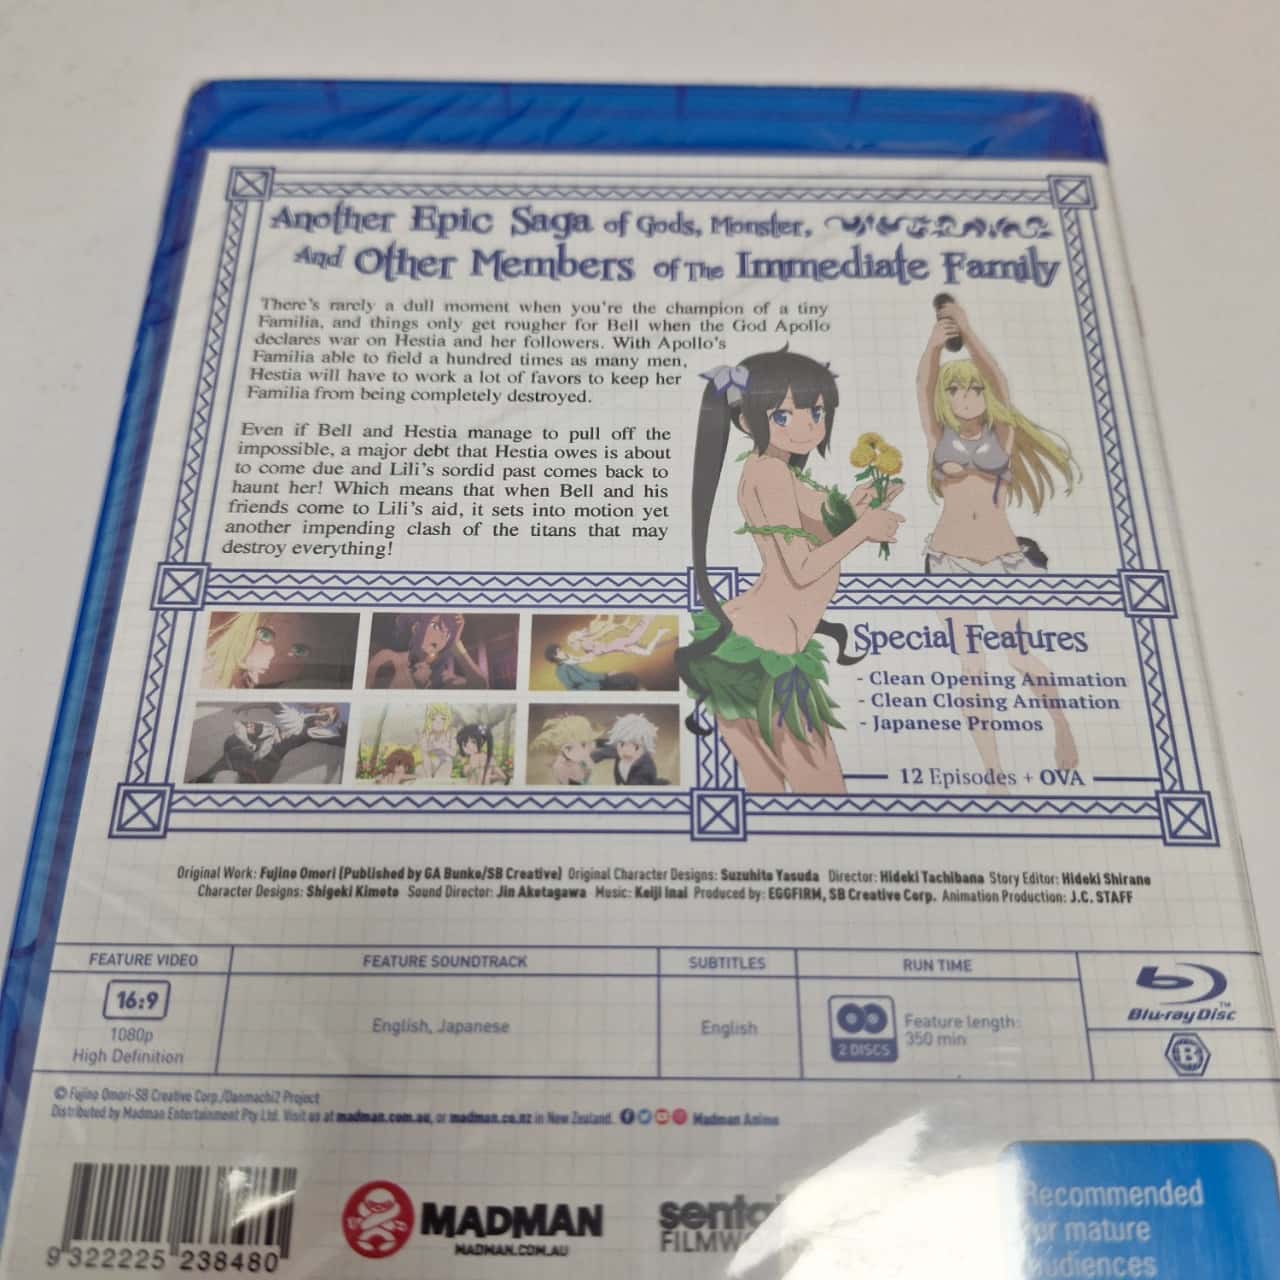 Another Epic Saga of Gods, Monster,
And Other Members of The Immediate Family
There's rarely a dull moment when you're the champion of a tiny
Familia, and things only get rougher for Bell when the God Apollo
declares war on Hestia and her followers. With Apollo's
Familia able to field a hundred times as many men,
Hestia will have to work a lot of favors to keep her
Familia from being completely destroyed.
Even if Bell and Hestia manage to pull off the
impossible, a major debt that Hestia owes is about
to come due and Lili's sordid past comes back to
haunt her! Which means that when Bell and his
friends come to Lili's aid, it sets into motion yet
another impending clash of the titans that may
destroy everything!
Special Features
- Clean Opening Animation
- Clean Closing Animation
- Japanese Promos
12 Episodes + OVA
Original Work: Fujino Omori (Published by GA Bunko/SB Creative) Original Character Designs: Suzuhito Yasuda Director: Hideki Tachibana Story Editor: Hideki Shirane
Character Designs: Shigeki Kimoto Sound Director: Jin Aketagawa Music: Keiji Inai Produced by: EGGFIRM, SB Creative Corp. Animation Production: J.C. STAFF
FEATURE VIDEO
16:9
1080p
High Definition
FEATURE SOUNDTRACK
English, Japanese
SUBTITLES
English
RUN TIME
2 DISCS
Feature length:
350 min
Blu-ray Disc™
B
© Fujino Omori-SB Creative Corp./Danmachi2 Project
Distributed by Madman Entertainment Pty Ltd. Visit us at madman.com.au, or madman.co.nz in New Zealand. Madman Anime
9 322225 238480
MADMAN
MADMAN.COM.AU
Recommended
for mature
audiences